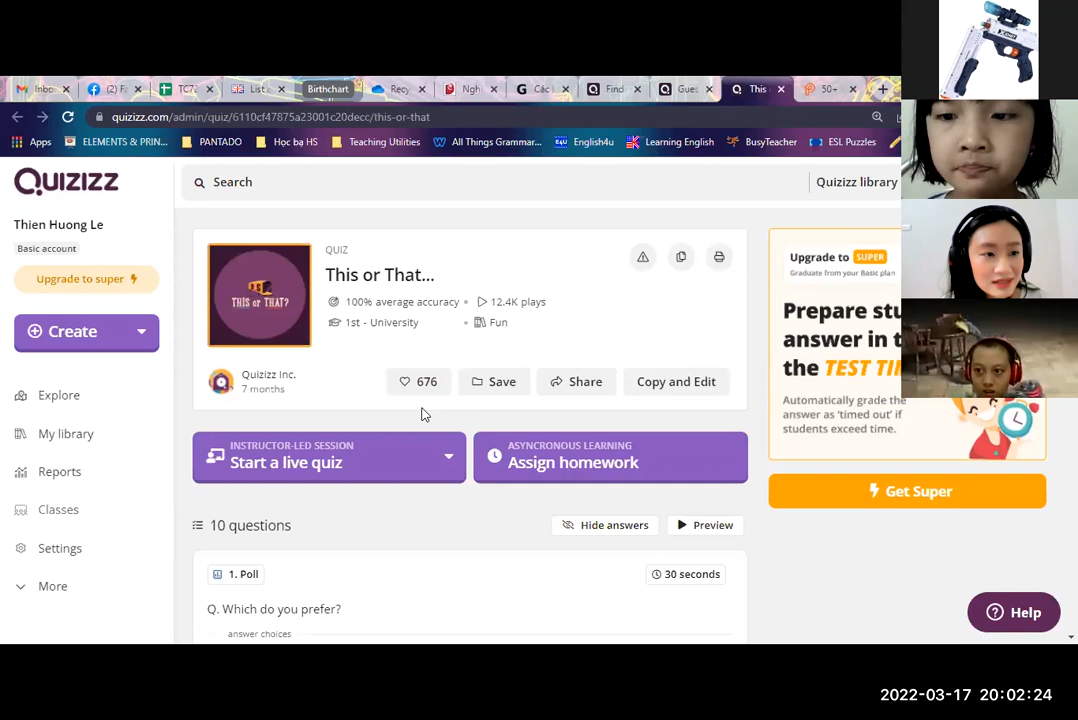 Inbo
(2) Fa
TC72
List o
Birthchart
Recy
Ngh
Các l
Find
Gues
This
50+
quizizz.com/admin/quiz/6110cf47875a23001c20decc/this-or-that
Apps
ELEMENTS & PRIN...
PANTADO
Học bạ HS
Teaching Utilities
All Things Grammar...
English4u
Learning English
BusyTeacher
ESL Puzzles
QUIZIZZ
Search
Quizizz library
Thien Huong Le
Basic account
Upgrade to super
Create
Explore
My library
Reports
Classes
Settings
More
THIS or THAT?
QUIZ
This or That...
100% average accuracy
12.4K plays
1st - University
Fun
Quizizz Inc.
7 months
676
Save
Share
Copy and Edit
INSTRUCTOR-LED SESSION
Start a live quiz
ASYNCRONOUS LEARNING
Assign homework
10 questions
Hide answers
Preview
1. Poll
30 seconds
Q. Which do you prefer?
answer choices
Upgrade to SUPER
Graduate from your Basic plan
Prepare stu
answer in t
the TEST TIM
Automatically grade the
answer as 'timed out' if
students exceed time.
Get Super
Help
2022-03-17 20:02:24